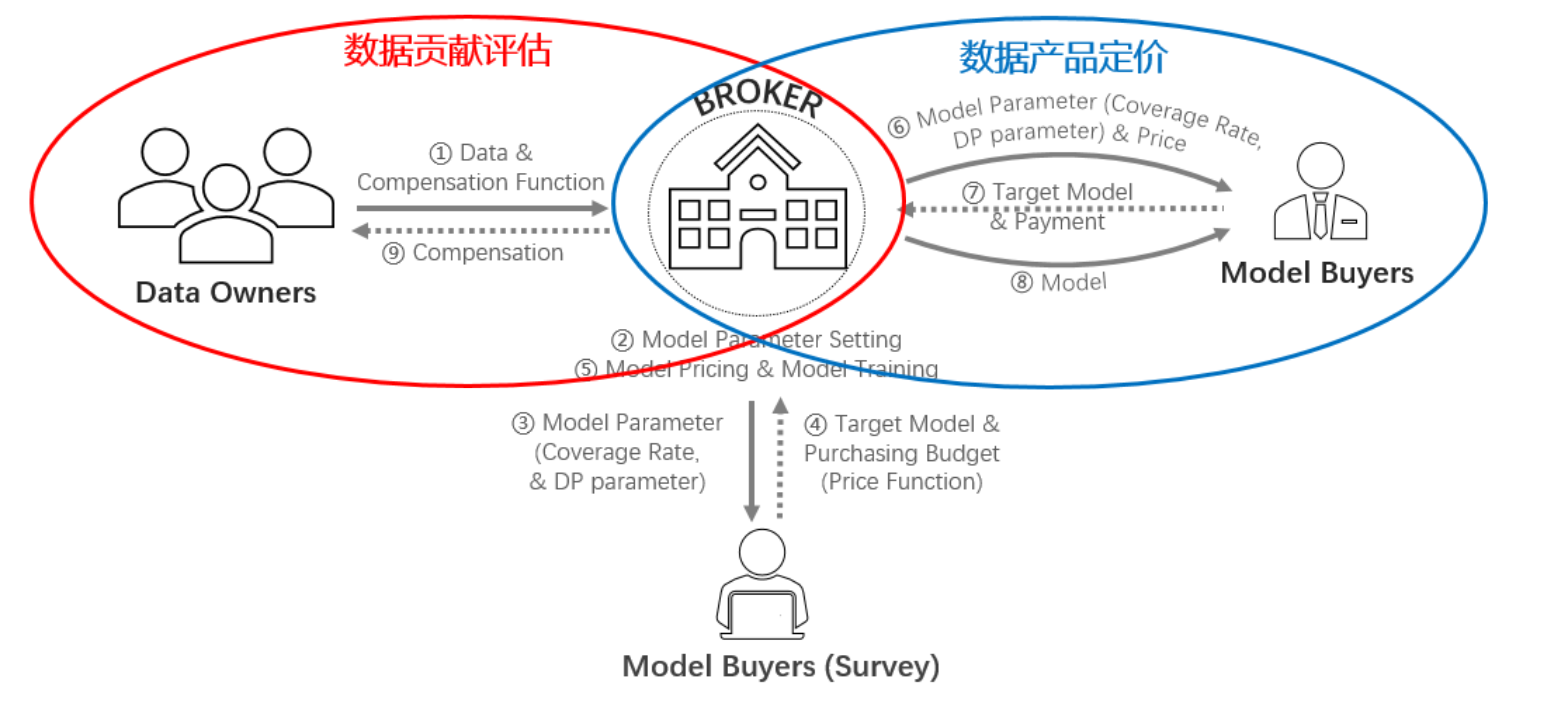 数据贡献评估
数据产品定价
BROKER
⑥ Model Parameter (Coverage Rate,
DP parameter) & Price
① Data &
Compensation Function
⑦ Target Model
& Payment
⑨ Compensation
⑧ Model
Data Owners
Model Buyers
② Model Parameter Setting
⑤ Model Pricing & Model Training
③ Model Parameter
(Coverage Rate,
& DP parameter)
④ Target Model &
Purchasing Budget
(Price Function)
Model Buyers (Survey)